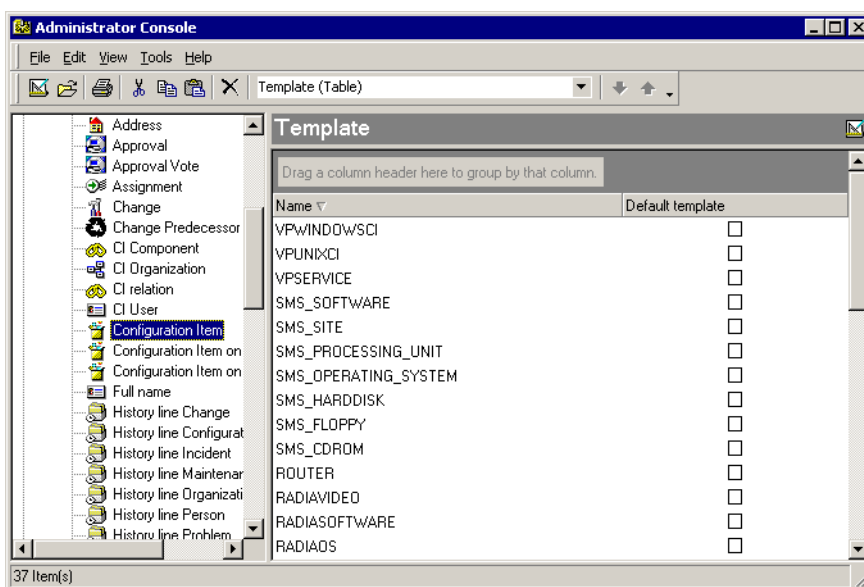 Administrator Console
File Edit View Tools Help
Template (Table)
Address
Approval
Approval Vote
Assignment
Change
Change Predecessor
CI Component
CI Organization
CI relation
CI User
Configuration Item
Configuration Item on
Configuration Item on
Full name
History line Change
History line Configurat
History line Incident
History line Maintenar
History line Organizati
History line Person
History line Problem
Template
Drag a column header here to group by that column.
Name Default template
VPWINDOWSCI
VPUNIXCI
VPSERVICE
SMS_SOFTWARE
SMS_SITE
SMS_PROCESSING_UNIT
SMS_OPERATING_SYSTEM
SMS_HARDDISK
SMS_FLOPPY
SMS_CDROM
ROUTER
RADIAVIDEO
RADIASOFTWARE
RADIAOS
37 Item(s)